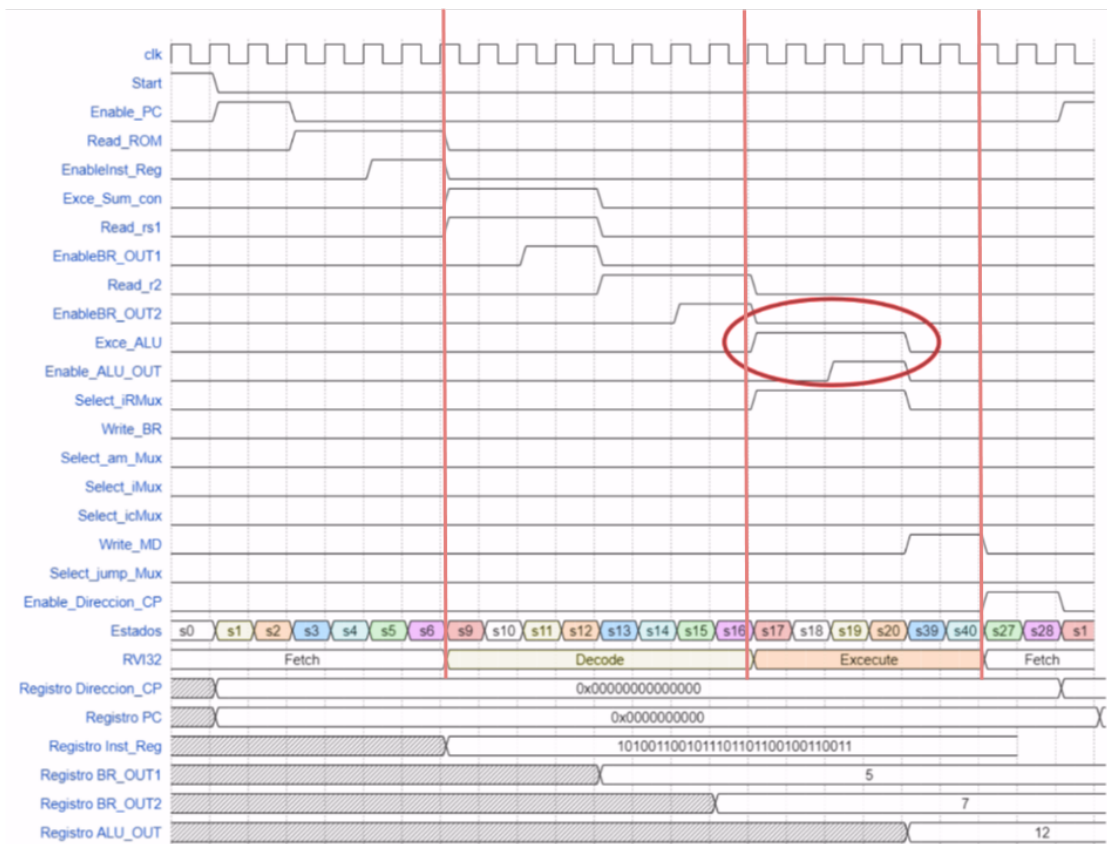 clk
Start
Enable_PC
Read_ROM
EnableInst_Reg
Exce_Sum_con
Read_rs1
EnableBR_OUT1
Read_r2
EnableBR_OUT2
Exce_ALU
Enable_ALU_OUT
Select_iRMux
Write_BR
Select_am_Mux
Select_iMux
Select_icMux
Write_MD
Select_jump_Mux
Enable_Direccion_CP
Estados s0 s1 s2 s3 s4 s5 s6 s9 s10 s11 s12 s13 s14 s15 s16 s17 s18 s19 s20 s39 s40 s27 s28 s1
RVI32 Fetch Decode Excecute Fetch
Registro Direccion_CP 0x00000000000000
Registro PC 0x0000000000
Registro Inst_Reg 1010011001011101101100100110011
Registro BR_OUT1 5
Registro BR_OUT2 7
Registro ALU_OUT 12